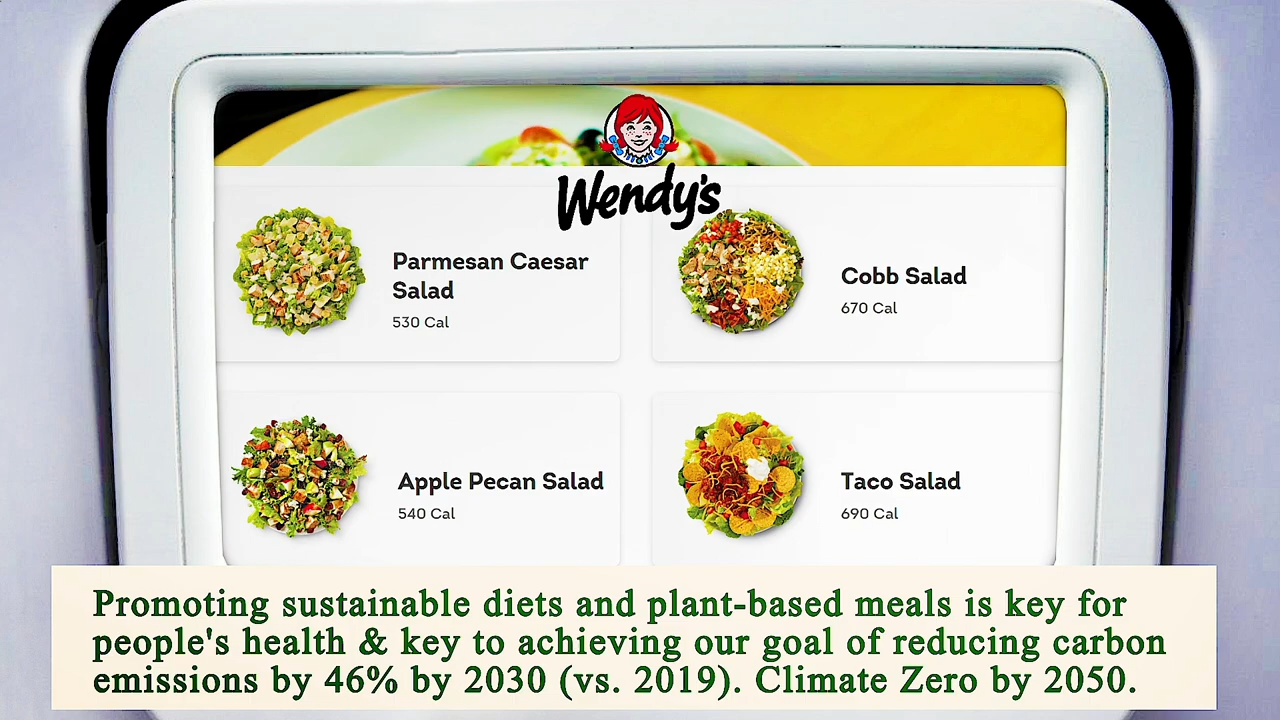 Wendy's
Parmesan Caesar
Salad
530 Cal
Cobb Salad
670 Cal
Apple Pecan Salad
540 Cal
Taco Salad
690 Cal
Promoting sustainable diets and plant-based meals is key for
people's health & key to achieving our goal of reducing carbon
emissions by 46% by 2030 (vs. 2019). Climate Zero by 2050.